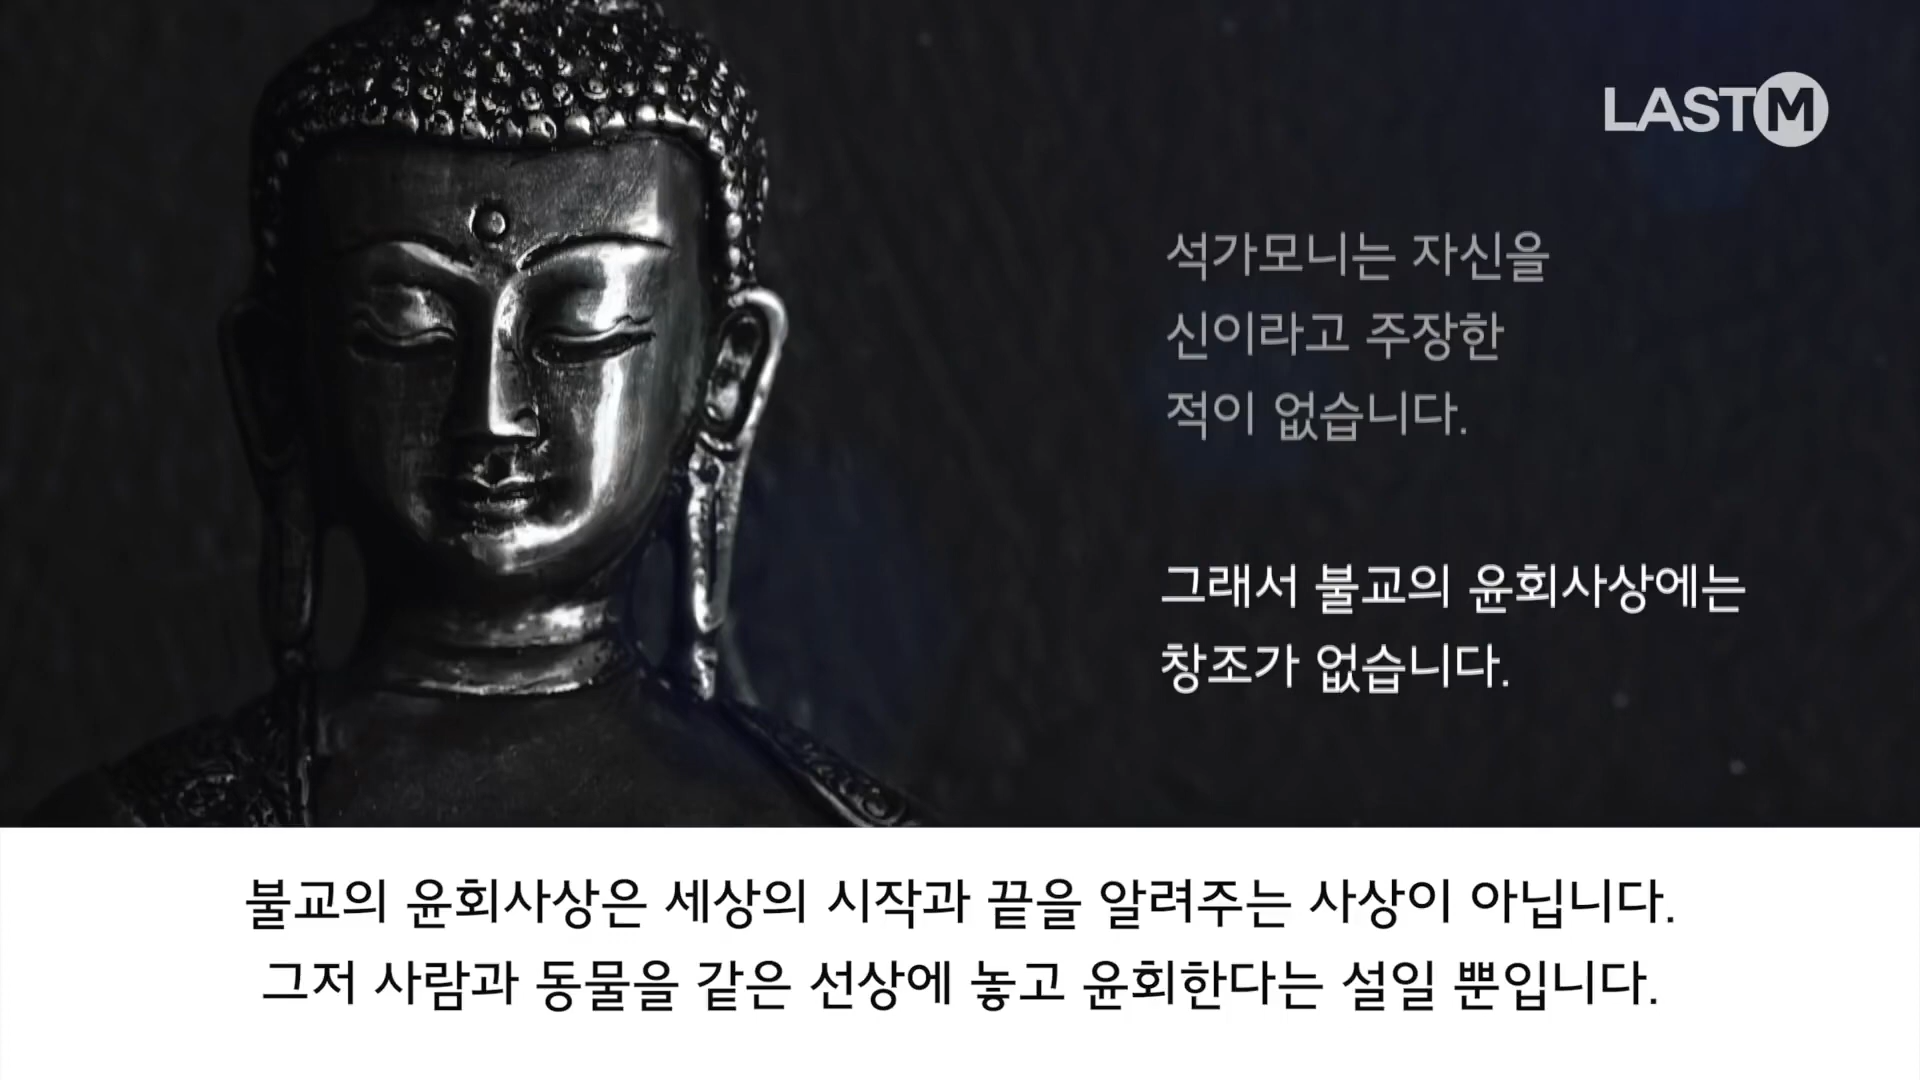 LASTM
석가모니는 자신을
신이라고 주장한
적이 없습니다.
그래서 불교의 윤회사상에는
창조가 없습니다.
불교의 윤회사상은 세상의 시작과 끝을 알려주는 사상이 아닙니다.
그저 사람과 동물을 같은 선상에 놓고 윤회한다는 설일 뿐입니다.